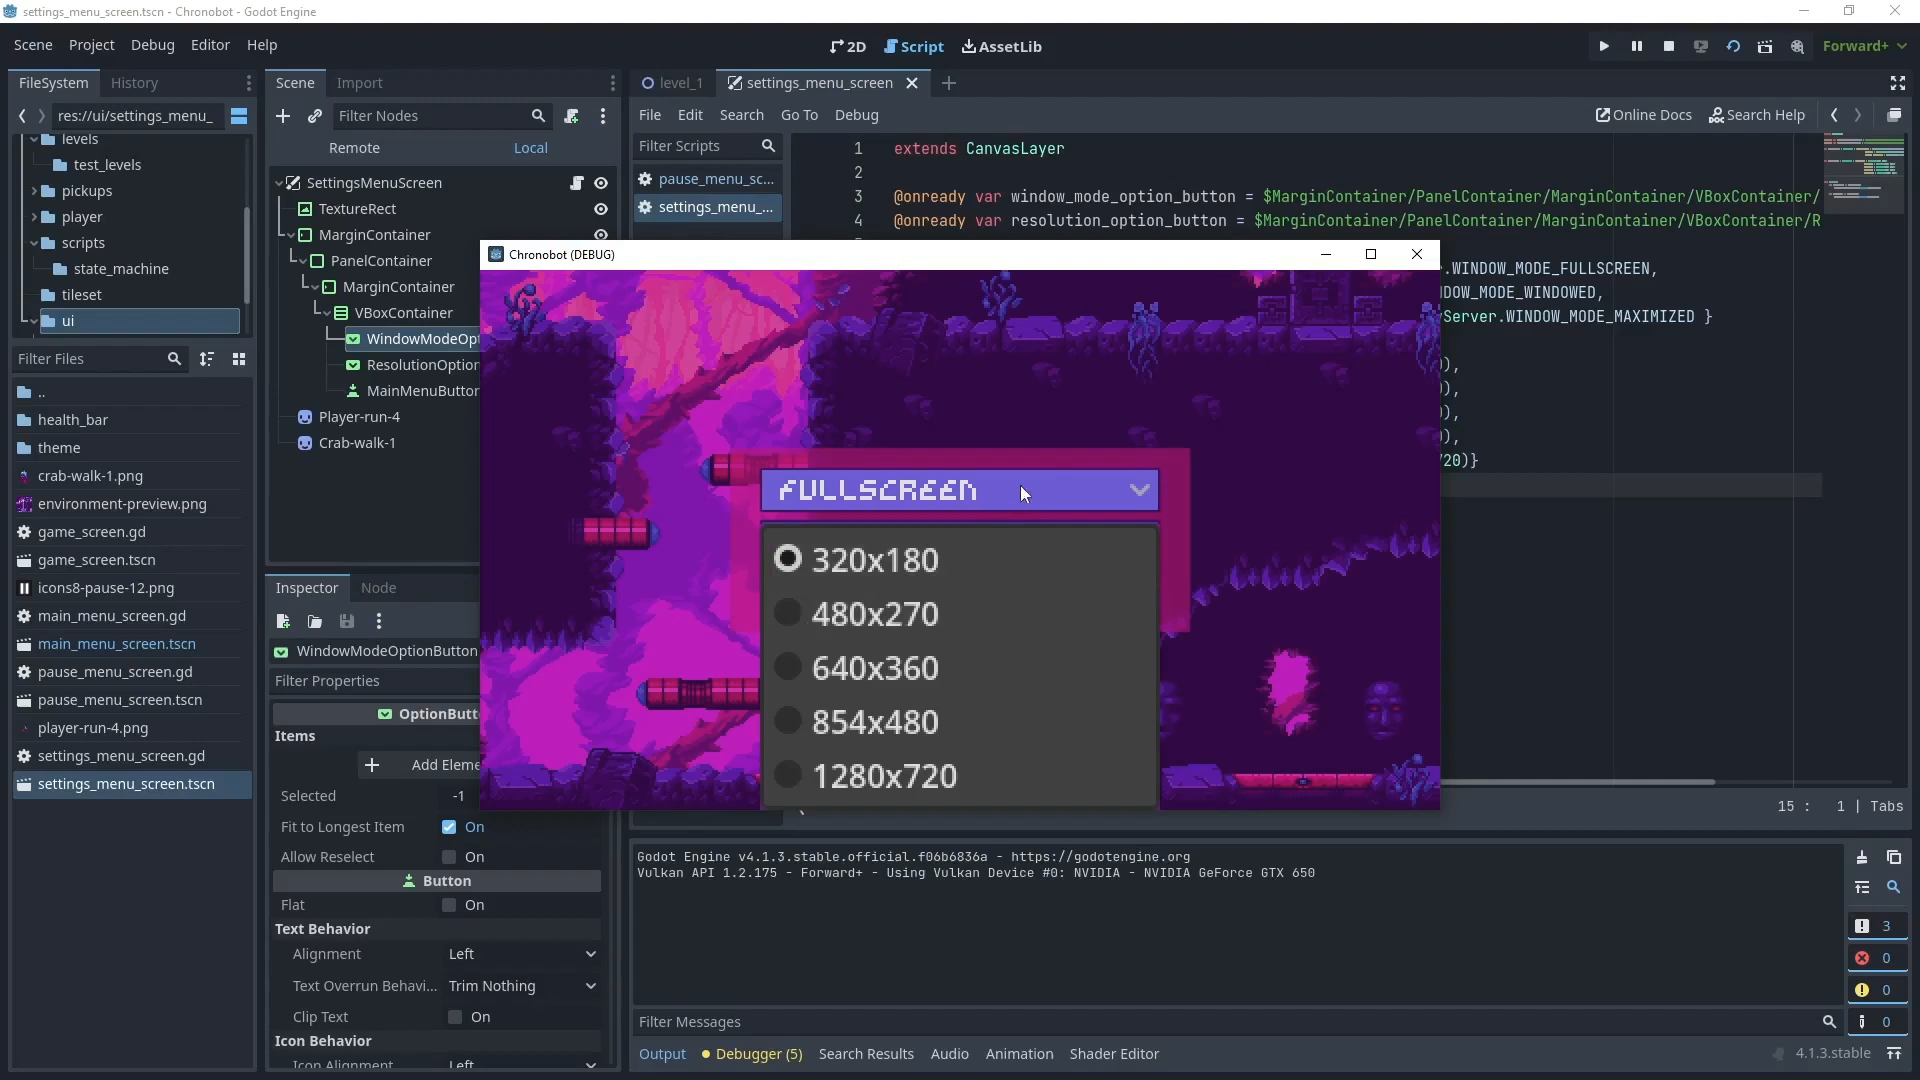 settings_menu_screen.tscn - Chronobot - Godot Engine
Scene Project Debug Editor Help
2D Script AssetLib
Forward+
FileSystem History
res://ui/settings_menu_
levels
test_levels
pickups
player
scripts
state_machine
tileset
ui
Filter Files
..
health_bar
theme
crab-walk-1.png
environment-preview.png
game_screen.gd
game_screen.tscn
icons8-pause-12.png
main_menu_screen.gd
main_menu_screen.tscn
pause_menu_screen.gd
pause_menu_screen.tscn
player-run-4.png
settings_menu_screen.gd
settings_menu_screen.tscn
Scene Import
Filter Nodes
Remote Local
SettingsMenuScreen
TextureRect
MarginContainer
PanelContainer
MarginContainer
VBoxContainer
WindowModeOpt
ResolutionOption
MainMenuButton
Player-run-4
Crab-walk-1
Inspector Node
WindowModeOptionButton
Filter Properties
OptionButt
Items
Add Eleme
Selected -1
Fit to Longest Item On
Allow Reselect On
Button
Flat On
Text Behavior
Alignment Left
Text Overrun Behavi... Trim Nothing
Clip Text On
Icon Behavior
Icon Alignment Left
level_1 settings_menu_screen
File Edit Search Go To Debug
Online Docs Search Help
Filter Scripts
pause_menu_sc...
settings_menu_...
1 extends CanvasLayer
2
3 @onready var window_mode_option_button = $MarginContainer/PanelContainer/MarginContainer/VBoxContainer/
4 @onready var resolution_option_button = $MarginContainer/PanelContainer/MarginContainer/VBoxContainer/R
.WINDOW_MODE_FULLSCREEN,
DOW_MODE_WINDOWED,
Server.WINDOW_MODE_MAXIMIZED }
),
),
),
),
20)}
Chronobot (DEBUG)
FULLSCREEN
320x180
480x270
640x360
854x480
1280x720
15 : 1 | Tabs
Godot Engine v4.1.3.stable.official.f06b6836a - https://godotengine.org
Vulkan API 1.2.175 - Forward+ - Using Vulkan Device #0: NVIDIA - NVIDIA GeForce GTX 650
3
0
0
0
Filter Messages
Output Debugger (5) Search Results Audio Animation Shader Editor
4.1.3.stable